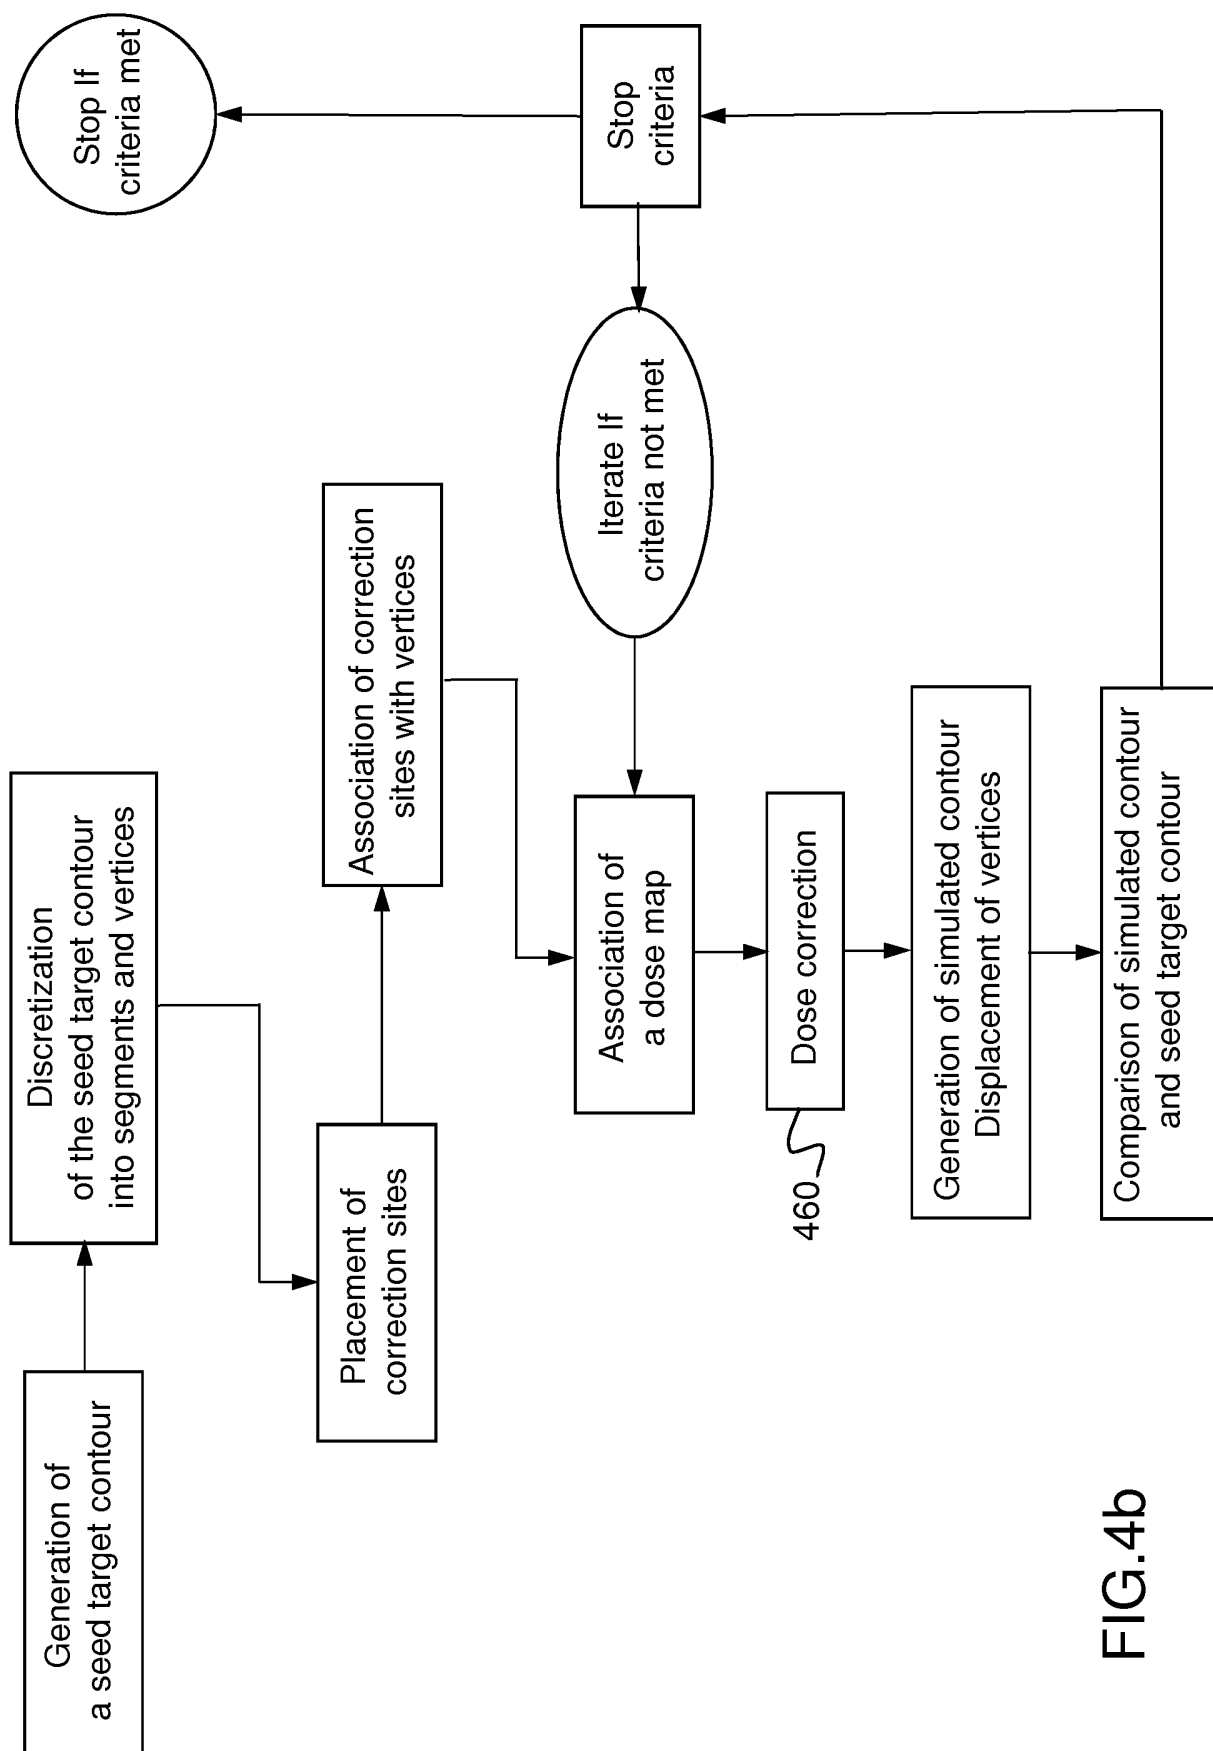 Generation of
a seed target contour
Discretization
of the seed target contour
into segments and vertices
Placement of
correction sites
Association of correction
sites with vertices
Association of
a dose map
Dose correction
460
Generation of simulated contour
Displacement of vertices
Comparison of simulated contour
and seed target contour
Stop
criteria
Iterate If
criteria not met
Stop If
criteria met
FIG.4b